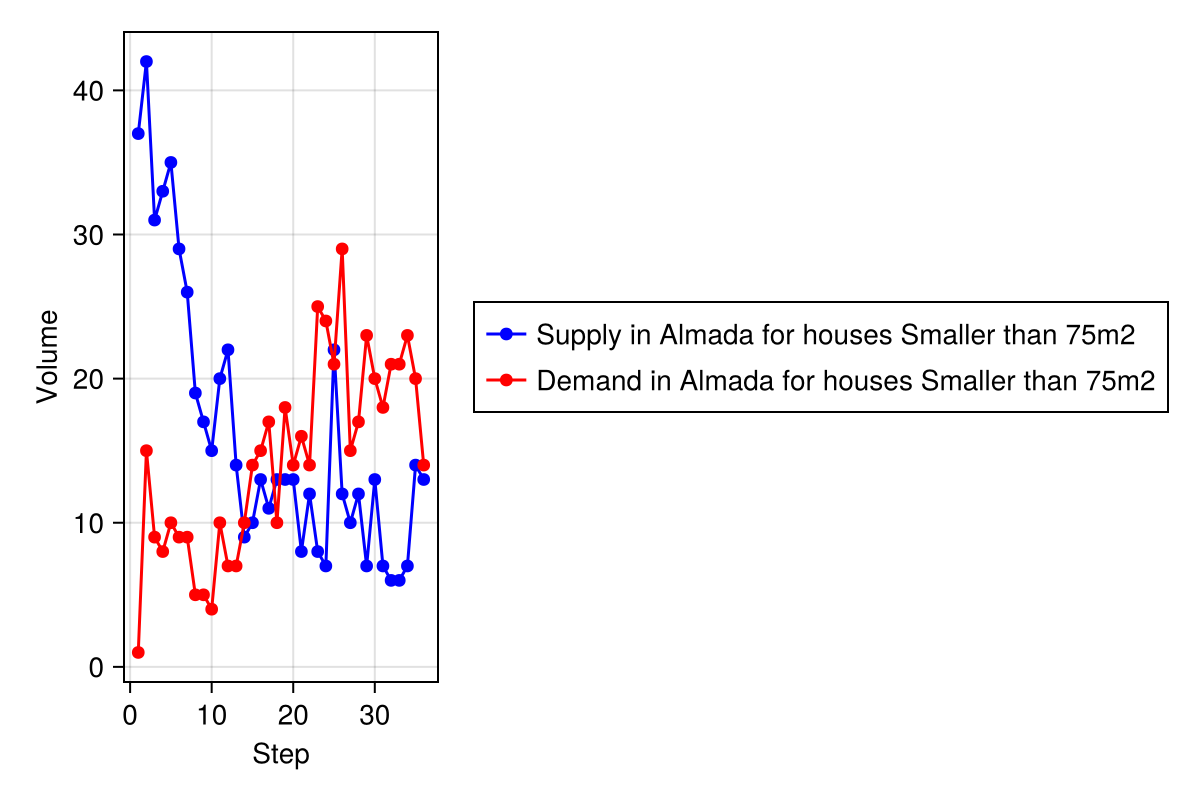 Volume
40
30
20
10
0
0 10 20 30
Step
Supply in Almada for houses Smaller than 75m2
Demand in Almada for houses Smaller than 75m2